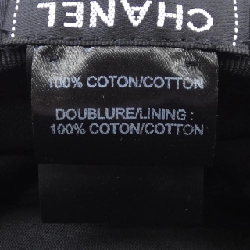 CHANEL
100% COTON/COTTON
DOUBLURE/LINING :
100% COTON/COTTON